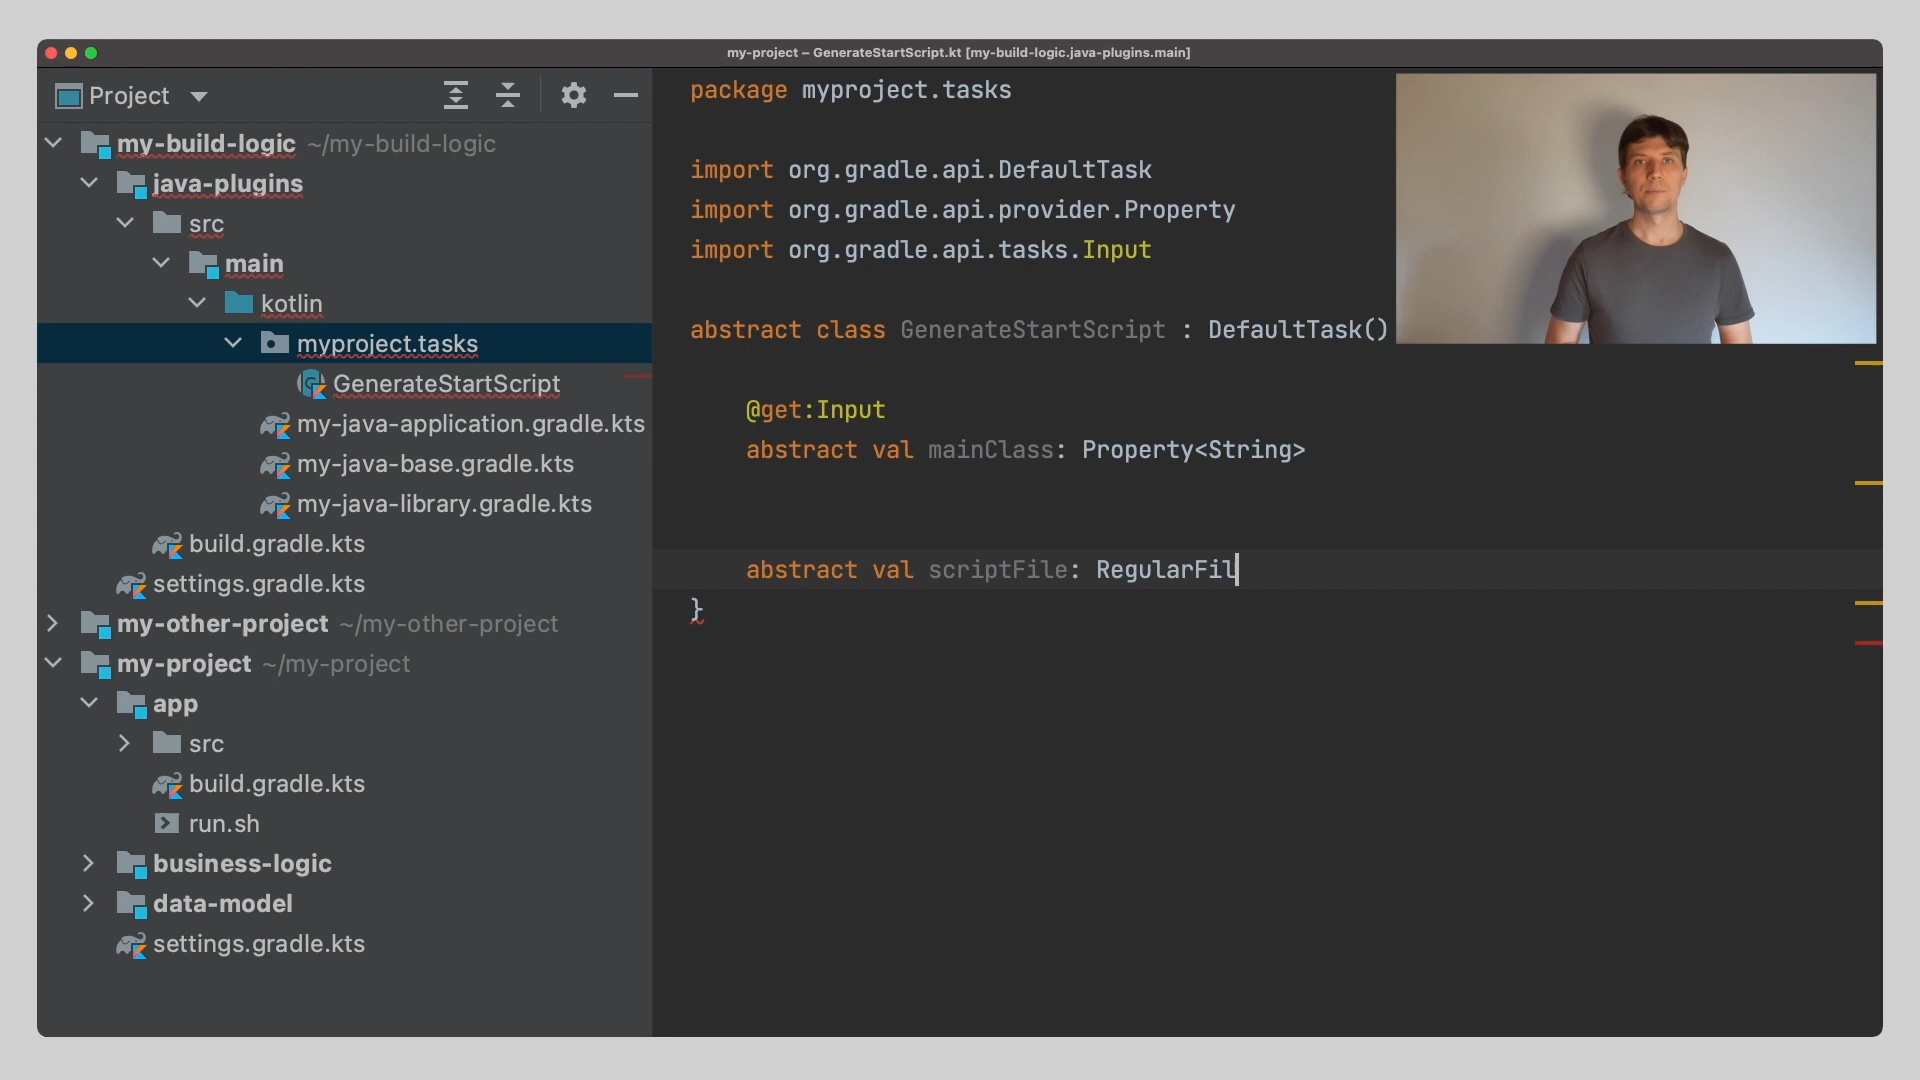 my-project – GenerateStartScript.kt [my-build-logic.java-plugins.main]
Project
my-build-logic ~/my-build-logic
java-plugins
src
main
kotlin
myproject.tasks
GenerateStartScript
my-java-application.gradle.kts
my-java-base.gradle.kts
my-java-library.gradle.kts
build.gradle.kts
settings.gradle.kts
my-other-project ~/my-other-project
my-project ~/my-project
app
src
build.gradle.kts
run.sh
business-logic
data-model
settings.gradle.kts
package myproject.tasks
import org.gradle.api.DefaultTask
import org.gradle.api.provider.Property
import org.gradle.api.tasks.Input
abstract class GenerateStartScript : DefaultTask()
@get:Input
abstract val mainClass: Property<String>
abstract val scriptFile: RegularFil
}